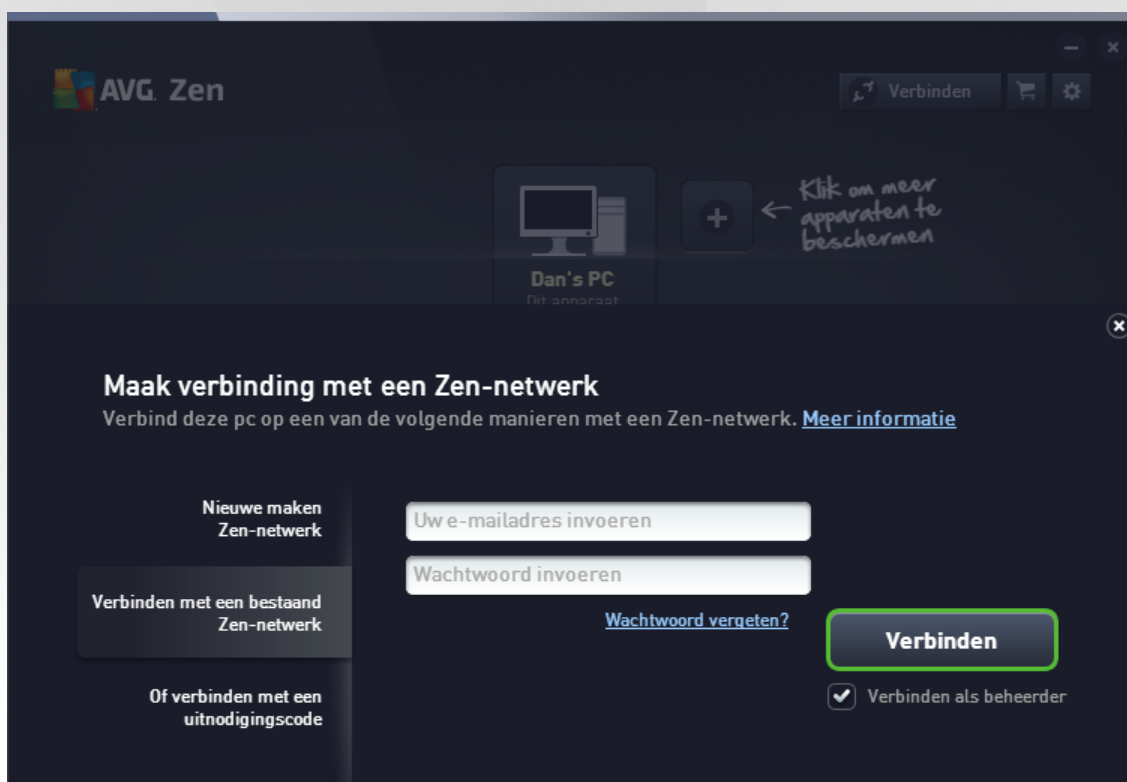 AVG. Zen
Verbinden
Klik om meer
apparaten te
beschermen
Dan's PC
Dit apparaat
Maak verbinding met een Zen-netwerk
Verbind deze pc op een van de volgende manieren met een Zen-netwerk. Meer informatie
Nieuwe maken
Zen-netwerk
Uw e-mailadres invoeren
Wachtwoord invoeren
Verbinden met een bestaand
Zen-netwerk
Wachtwoord vergeten?
Verbinden
Of verbinden met een
uitnodigingscode
Verbinden als beheerder